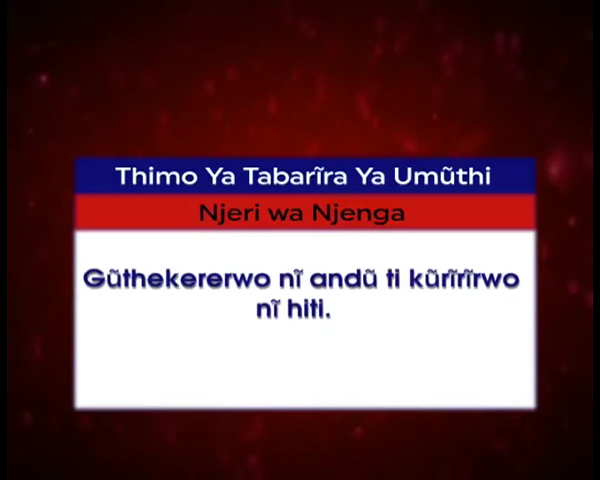 Thimo Ya Tabarĩra Ya Umũthi
Njeri wa Njenga
Gũthekererwo nĩ andũ ti kũrĩrĩrwo
nĩ hiti.